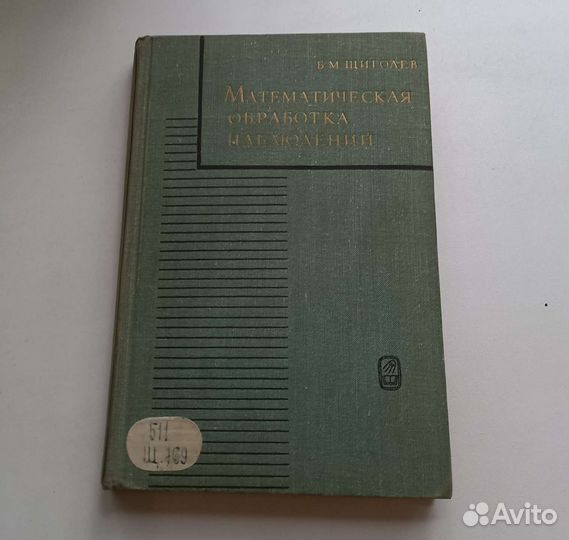 Б.М. ЩИГОЛЕВ
МАТЕМАТИЧЕСКАЯ
ОБРАБОТКА
НАБЛЮДЕНИЙ
511
Щ-169
Avito